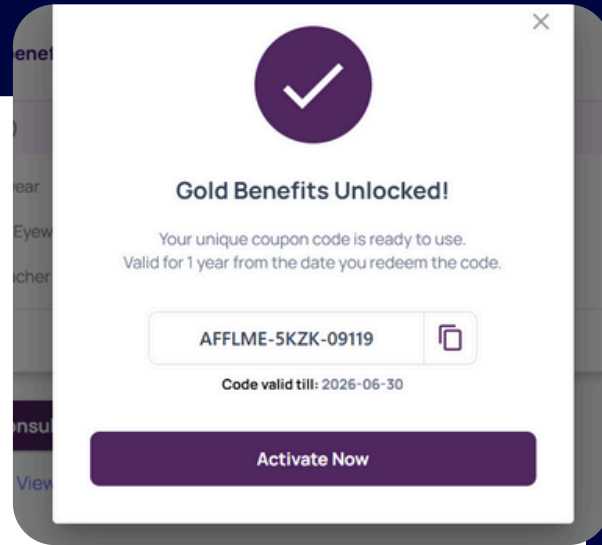 Gold Benefits Unlocked!
Your unique coupon code is ready to use.
Valid for 1 year from the date you redeem the code.
AFFLME-5KZK-09119
Code valid till: 2026-06-30
Activate Now
View